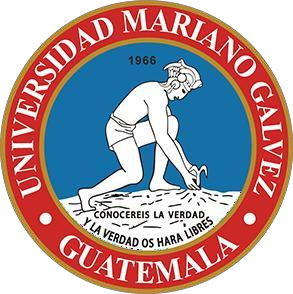 UNIVERSIDAD MARIANO GALVEZ
1966
CONOCEREIS LA VERDAD
Y LA VERDAD OS HARA LIBRES
GUATEMALA